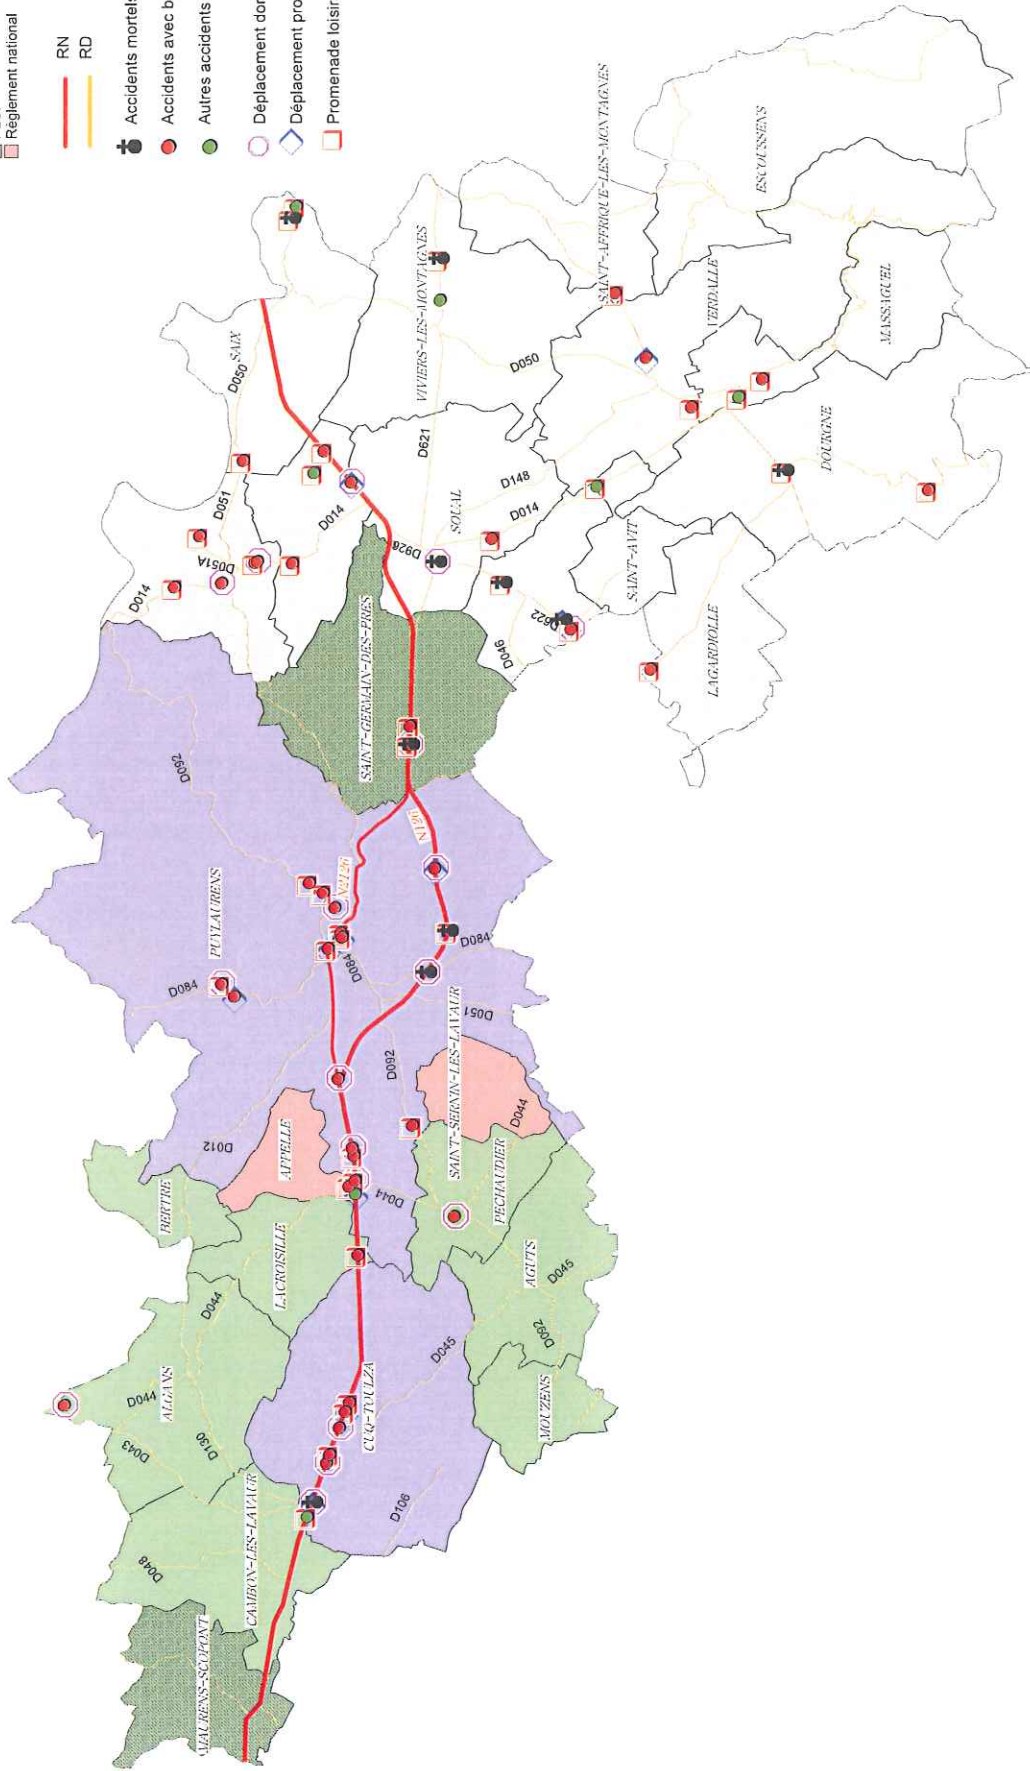 Règlement national
RN
RD
Accidents mortels
Accidents avec b
Autres accidents
Déplacement don
Déplacement pro
Promenade loisir
MAURENS-SCOPONT
CAMBON-LES-LAVAUR
D048
D043
D044
ALGANS
D130
D044
D106
CUQ-TOULZA
D045
MOUZENS
D092
D045
AGUTS
LACROISILLE
BERTRE
APPELLE
D012
D044
PECHAUDIER
D044
SAINT-SERNIN-LES-LAVAUR
D092
D051
D084
D084
D084
PUYLAURENS
N2126
N126
D092
SAINT-GERMAIN-DES-PRES
D014
D051A
D051
D050
SAIX
D014
D926
D621
SOUAL
D148
D014
D046
D622
SAINT-AVIT
LAGARDIOLLE
VIVIERS-LES-MONTAGNES
D050
SAINT-AFFRIQUE-LES-MONTAGNES
VERDALLE
ESCOUSSENS
MASSAGUEL
DOURGNE